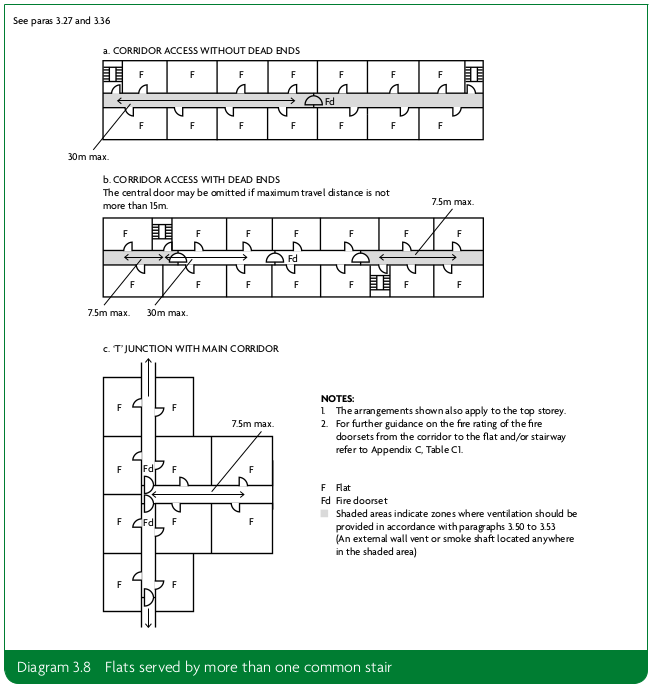 See paras 3.27 and 3.36
a. CORRIDOR ACCESS WITHOUT DEAD ENDS
F F F F F F
Fd
F F F F F F F
30m max.
b. CORRIDOR ACCESS WITH DEAD ENDS
The central door may be omitted if maximum travel distance is not
more than 15m.
7.5m max.
F F F F F F
Fd
F F F F F F
7.5m max. 30m max.
c. ‘T’ JUNCTION WITH MAIN CORRIDOR
F F
7.5m max.
F Fd F F
F Fd F F
F F
NOTES:
1. The arrangements shown also apply to the top storey.
2. For further guidance on the fire rating of the fire
doorsets from the corridor to the flat and/or stairway
refer to Appendix C, Table C1.
F Flat
Fd Fire doorset
Shaded areas indicate zones where ventilation should be
provided in accordance with paragraphs 3.50 to 3.53
(An external wall vent or smoke shaft located anywhere
in the shaded area)
Diagram 3.8 Flats served by more than one common stair